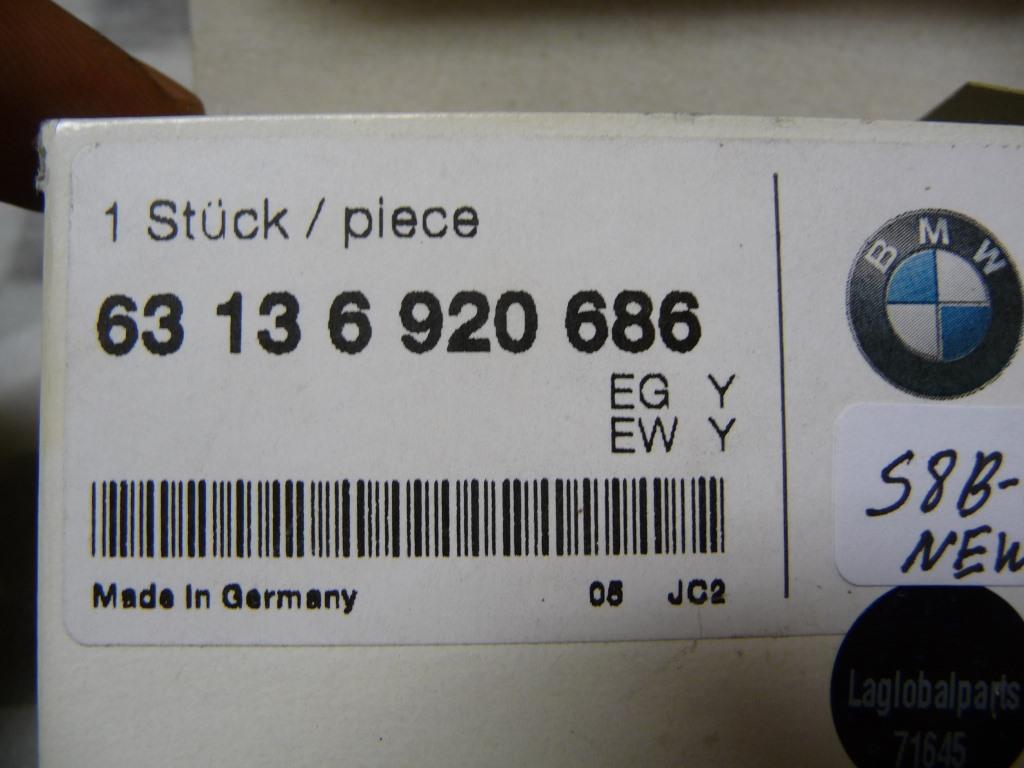 1 Stück / piece
63 13 6 920 686
EG Y
EW Y
Made In Germany 05 JC2
BMW
S8B-
NEW
Laglobalparts
71645